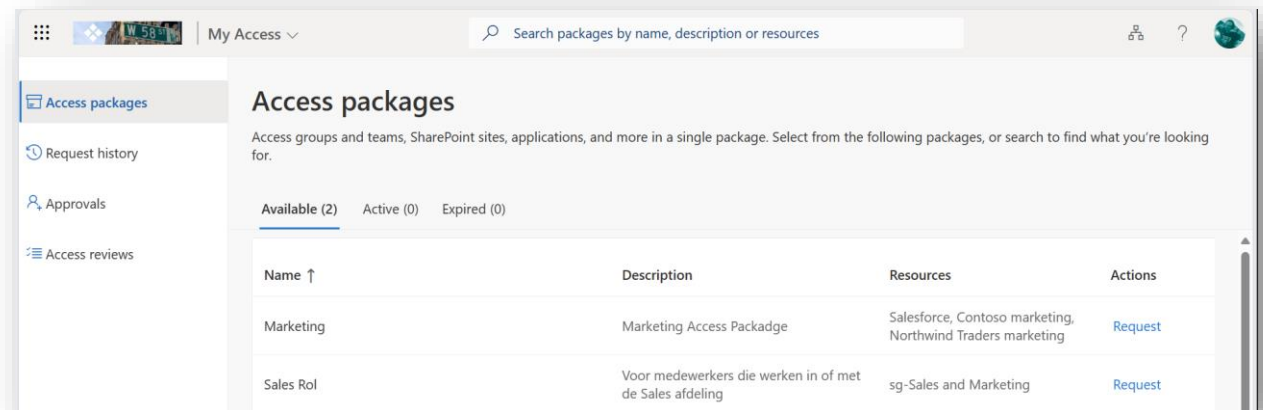 W 58 ST
My Access
Search packages by name, description or resources
?
Access packages
Request history
Approvals
Access reviews
Access packages
Access groups and teams, SharePoint sites, applications, and more in a single package. Select from the following packages, or search to find what you're looking
for.
Available (2) Active (0) Expired (0)
Name ↑ Description Resources Actions
Marketing Marketing Access Packadge Salesforce, Contoso marketing,
Northwind Traders marketing Request
Sales Rol Voor medewerkers die werken in of met
de Sales afdeling sg-Sales and Marketing Request